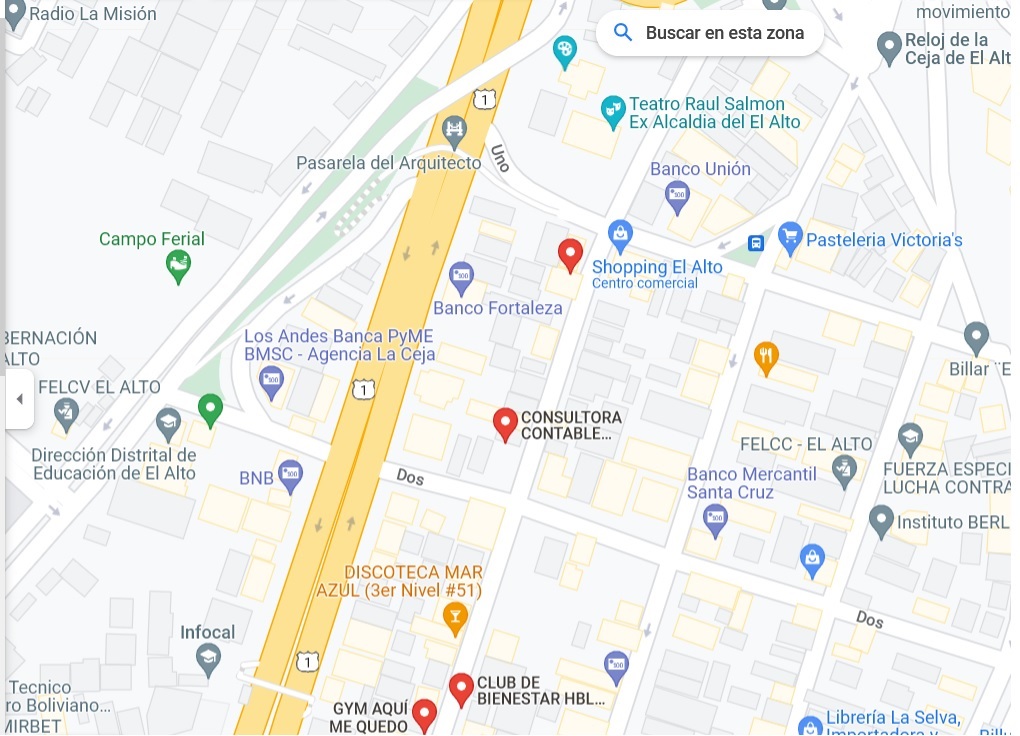 Radio La Misión
Buscar en esta zona
movimiento
Reloj de la
Ceja de El Alt
1
Teatro Raul Salmon
Ex Alcaldia del El Alto
Uno
Pasarela del Arquitecto
Banco Unión
Campo Ferial
Pasteleria Victoria's
Shopping El Alto
Centro comercial
Banco Fortaleza
BERNACIÓN
ALTO
Los Andes Banca PyME
BMSC - Agencia La Ceja
Billar ¨E
FELCV EL ALTO
1
CONSULTORA
CONTABLE...
Dirección Distrital de
Educación de El Alto
FELCC - EL ALTO
BNB
Dos
Banco Mercantil
Santa Cruz
FUERZA ESPECI
LUCHA CONTRA
Instituto BERL
DISCOTECA MAR
AZUL (3er Nivel #51)
Dos
Infocal
1
Tecnico
ro Boliviano...
MIRBET
CLUB DE
BIENESTAR HBL...
GYM AQUÍ
ME QUEDO
Librería La Selva,
Importadora y